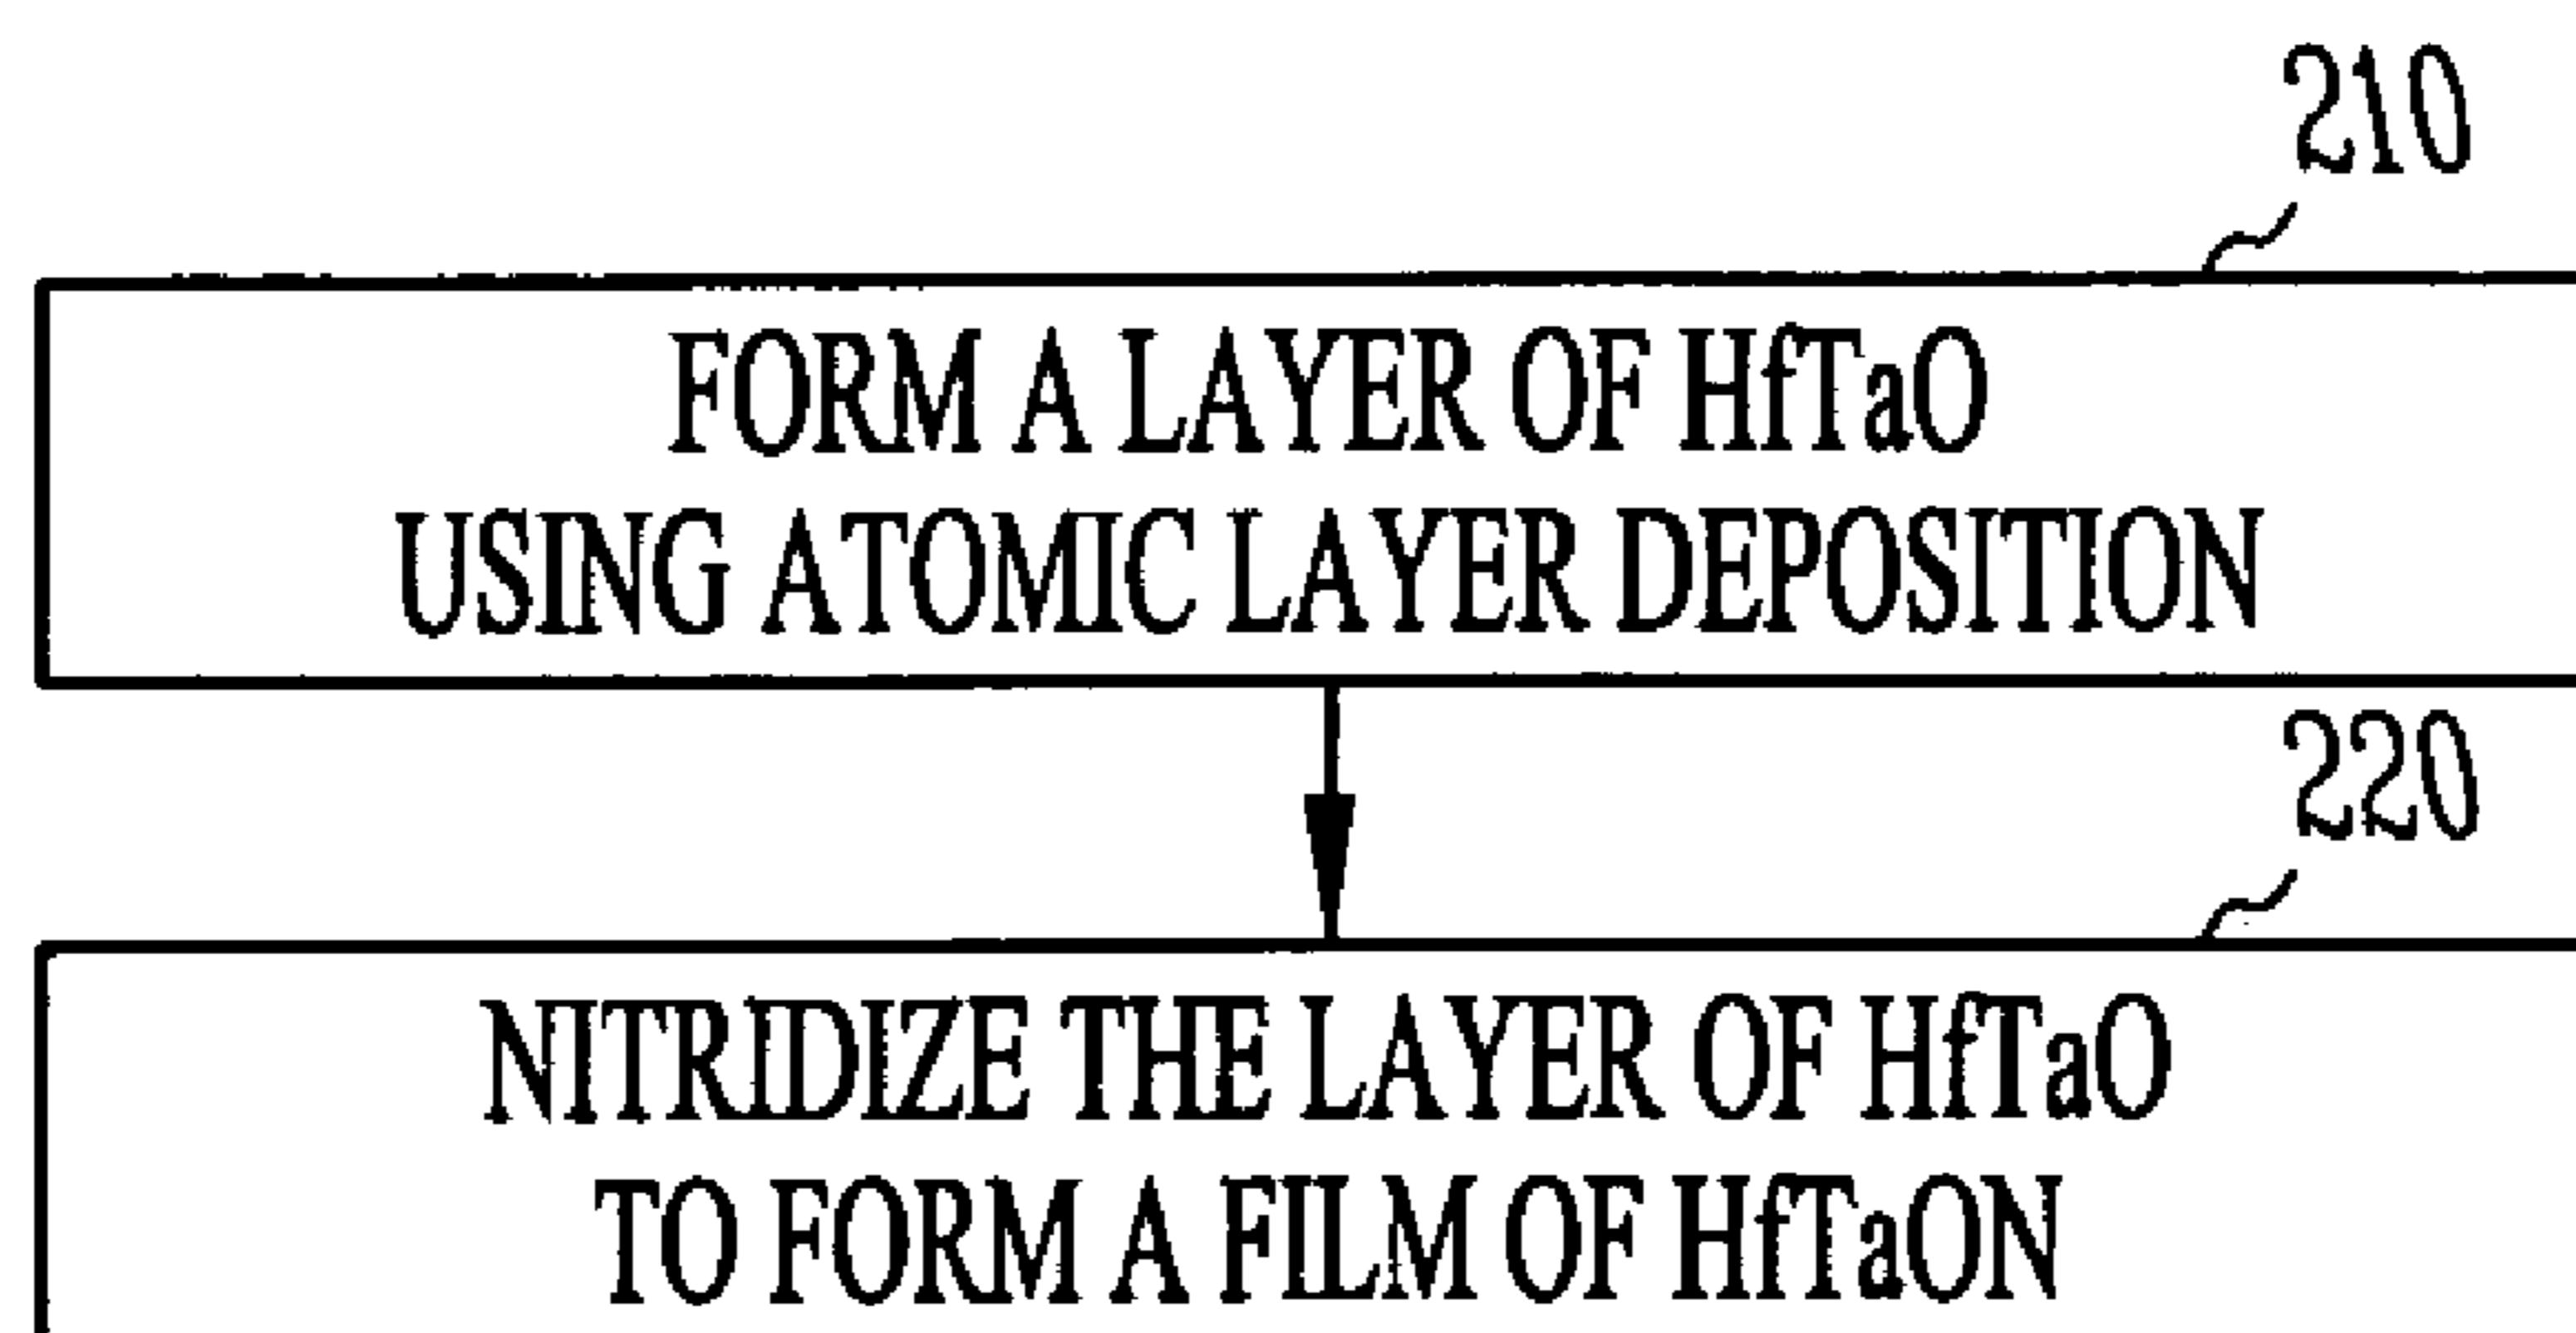 210
FORM A LAYER OF HfTaO
USING ATOMIC LAYER DEPOSITION
220
NITRIDIZE THE LAYER OF HfTaO
TO FORM A FILM OF HfTaON